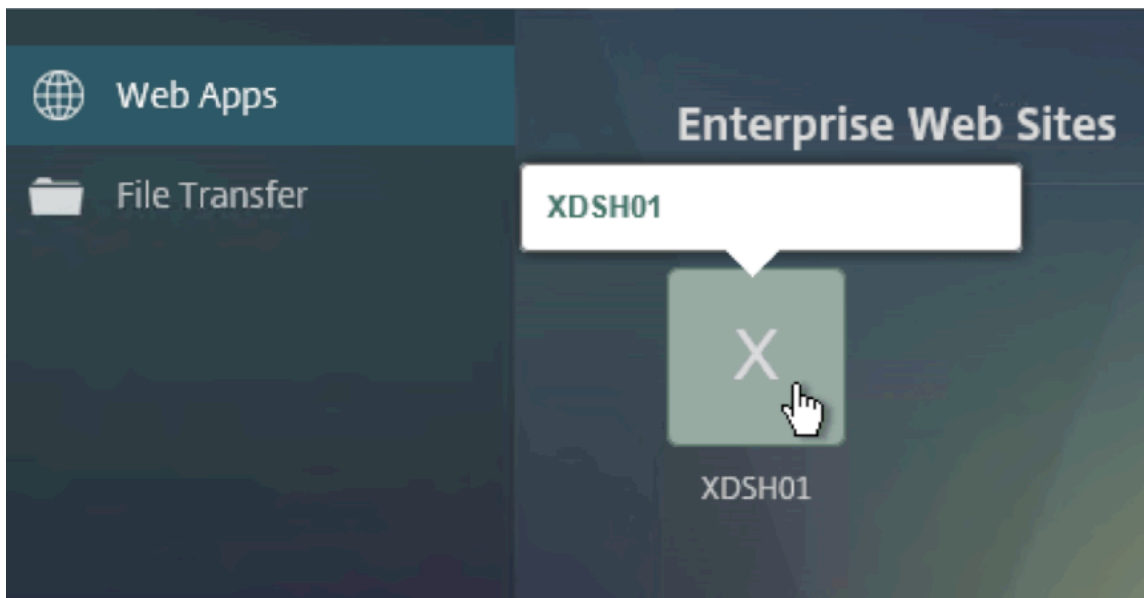 Web Apps
File Transfer
Enterprise Web Sites
XDSH01
X
XDSH01